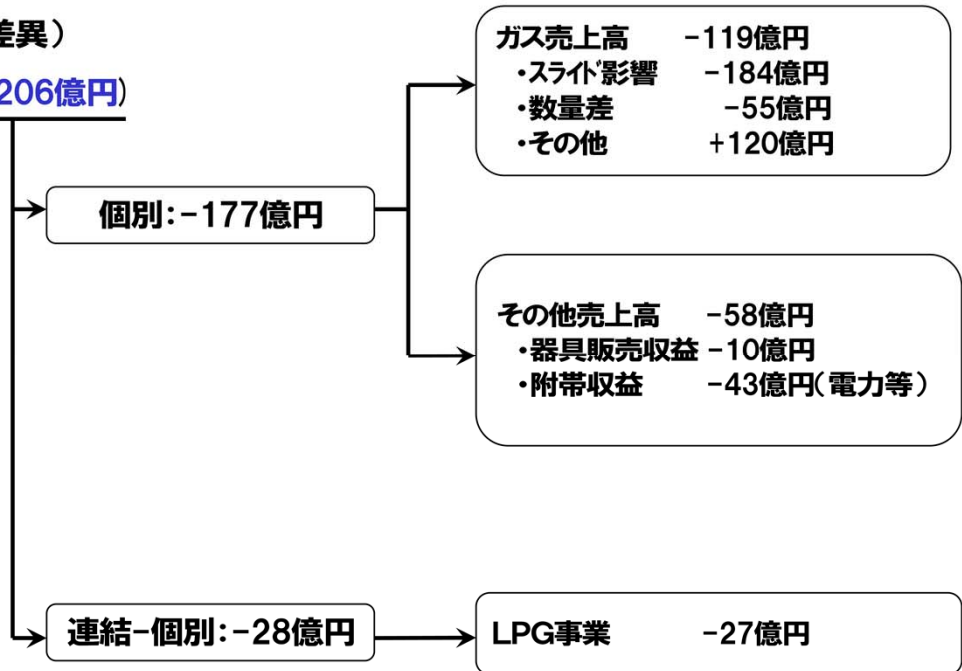 差異）
206億円)
ガス売上高 -119億円
・スライド影響 -184億円
・数量差 -55億円
・その他 +120億円
個別：-177億円
その他売上高 -58億円
・器具販売収益 -10億円
・附帯収益 -43億円(電力等）
連結-個別：-28億円
LPG事業 -27億円